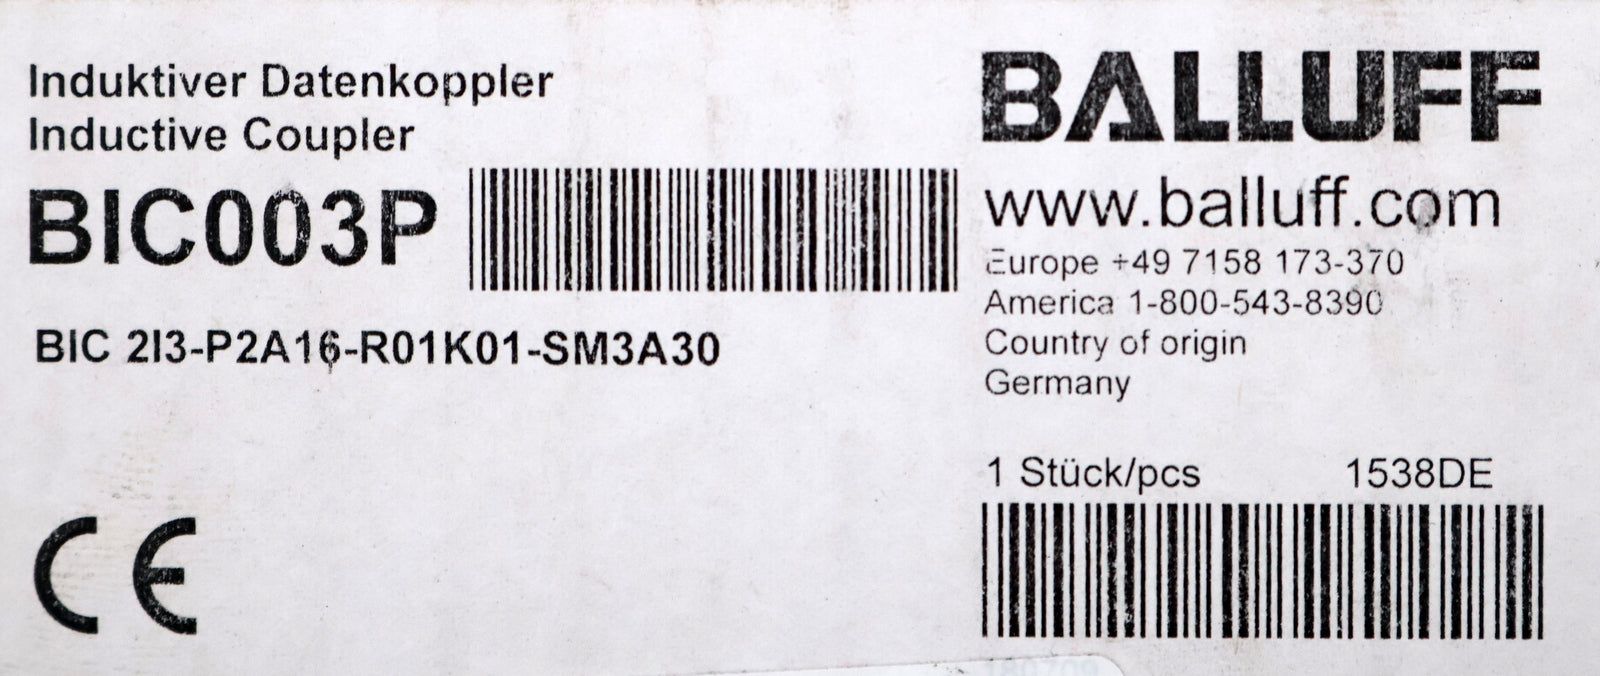 Induktiver Datenkoppler
Inductive Coupler
BIC003P
BIC 2I3-P2A16-R01K01-SM3A30
CE
BALLUFF
www.balluff.com
Europe +49 7158 173-370
America 1-800-543-8390
Country of origin
Germany
1 Stück/pcs 1538DE